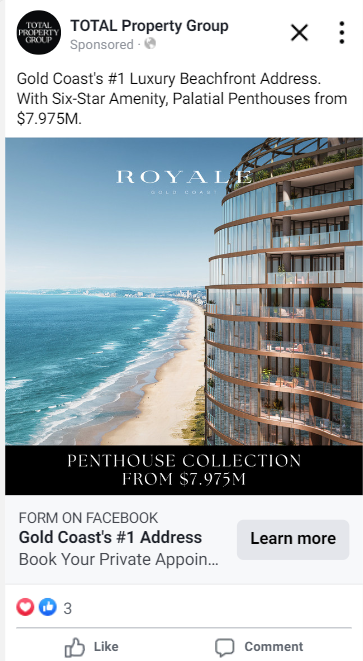 TOTAL
PROPERTY
GROUP
TOTAL Property Group
Sponsored ·
Gold Coast's #1 Luxury Beachfront Address.
With Six-Star Amenity, Palatial Penthouses from
$7.975M.
ROYALE
GOLD COAST
PENTHOUSE COLLECTION
FROM $7.975M
FORM ON FACEBOOK
Gold Coast's #1 Address
Book Your Private Appoin...
Learn more
3
Like
Comment